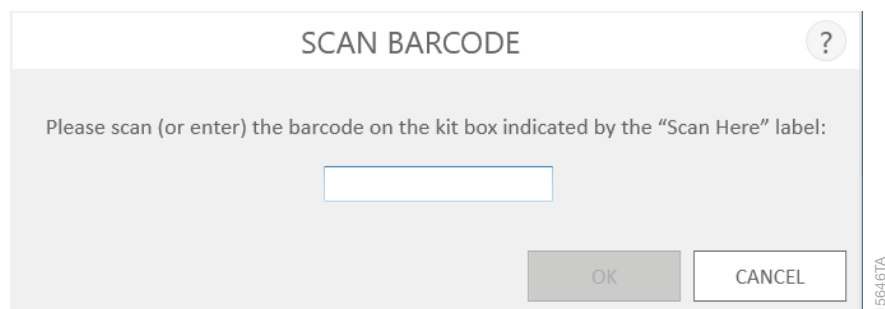 SCAN BARCODE
?
Please scan (or enter) the barcode on the kit box indicated by the “Scan Here” label:
OK
CANCEL
5646TA